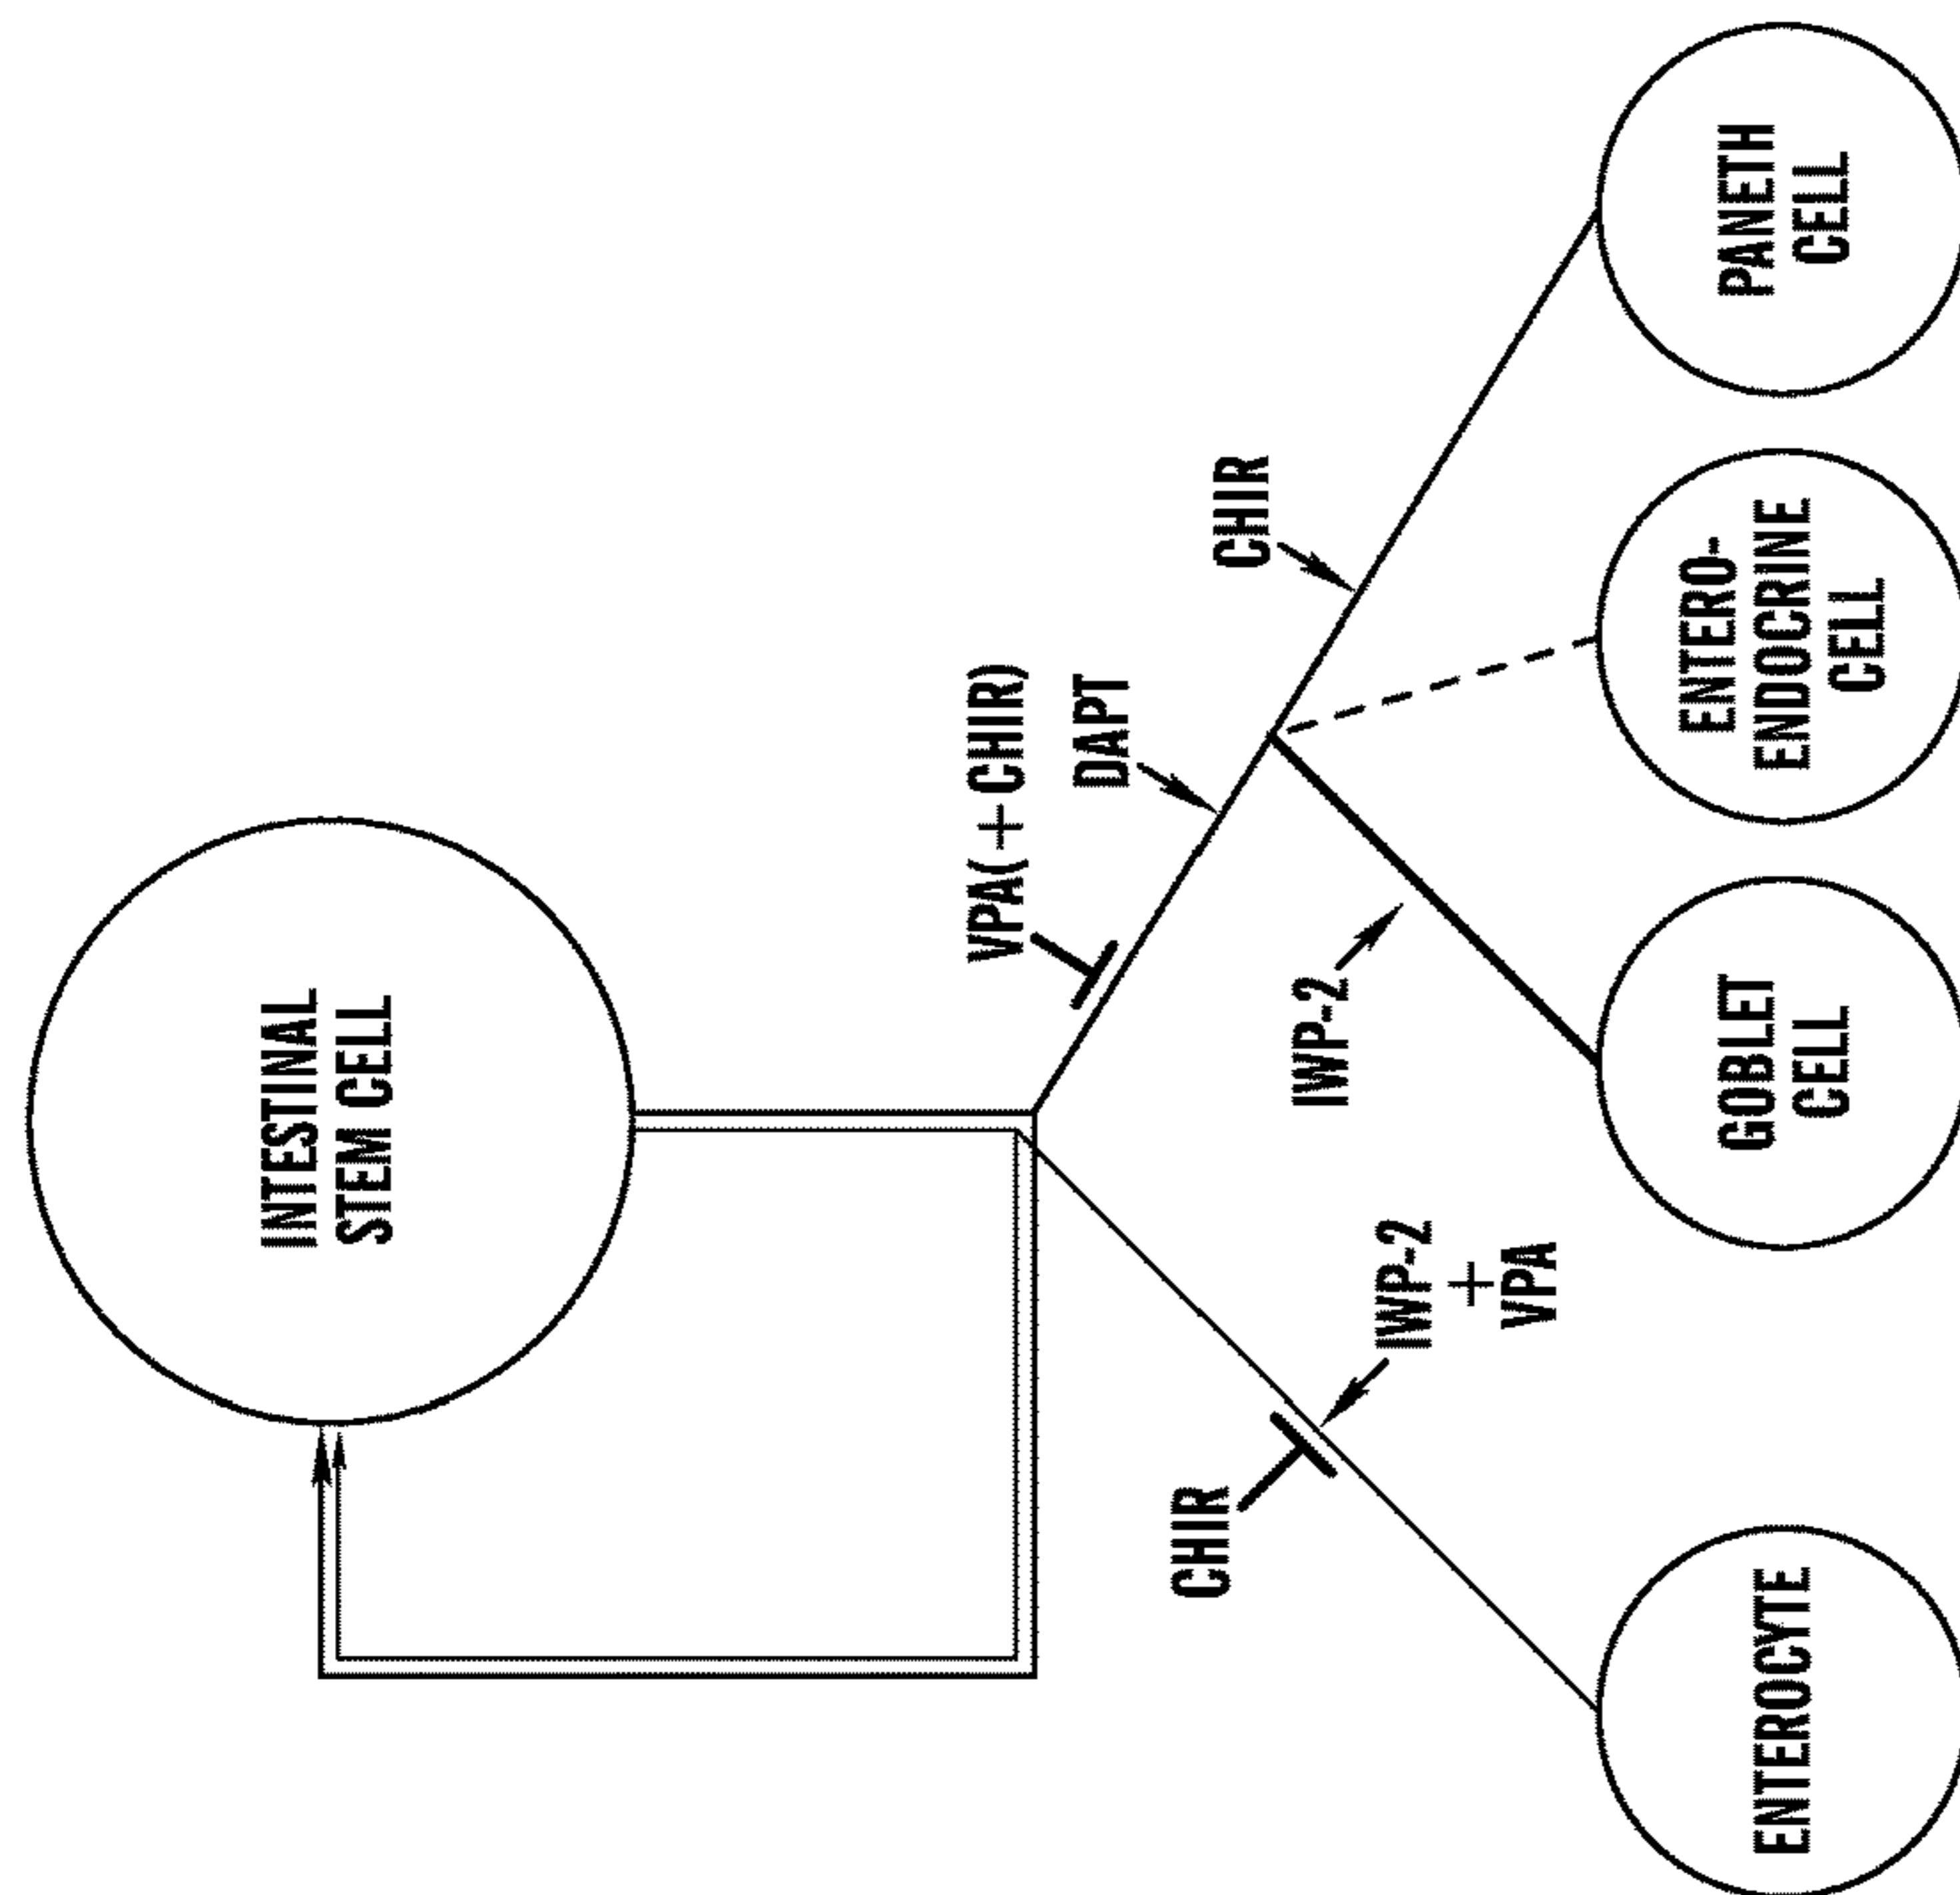 INTESTINAL
STEM CELL
VPA(+CHIR)
DAPT
CHIR
CHIR
IWP-2
+
VPA
IWP-2
ENTEROCYTE
GOBLET
CELL
ENTERO-
ENDOCRINE
CELL
PANETH
CELL